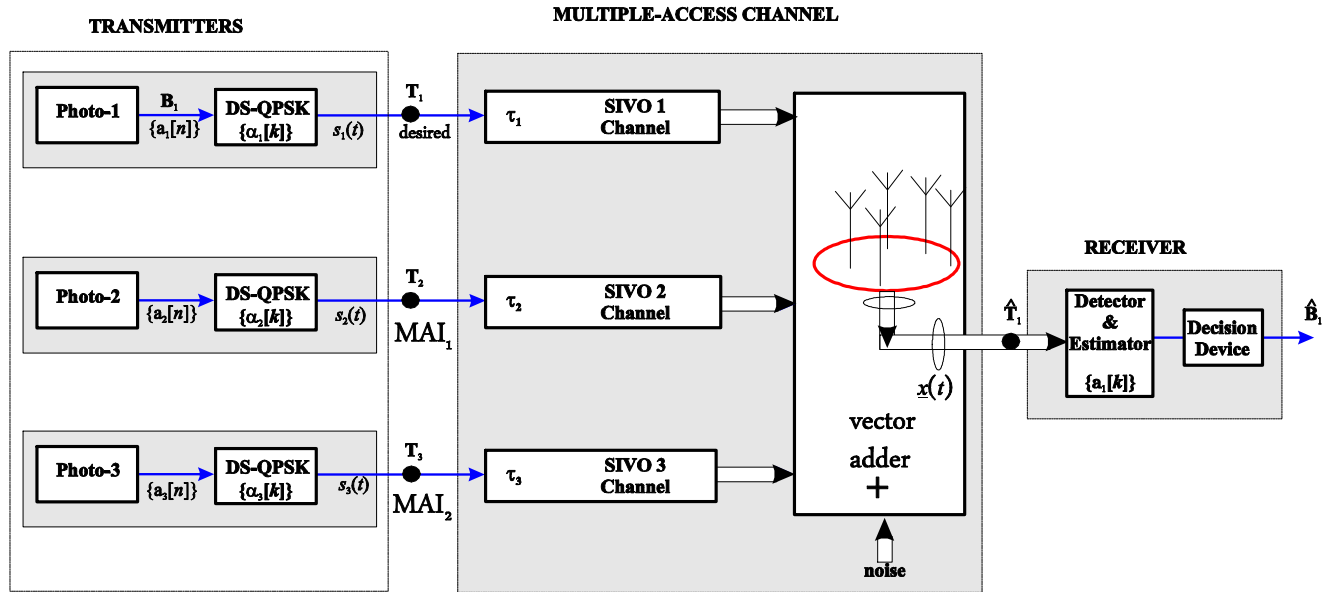 TRANSMITTERS
MULTIPLE-ACCESS CHANNEL
Photo-1
B₁
{a₁[n]}
DS-QPSK
{α₁[k]}
s₁(t)
T₁
desired
τ₁
SIVO 1
Channel
Photo-2
{a₂[n]}
DS-QPSK
{α₂[k]}
s₂(t)
T₂
MAI₁
τ₂
SIVO 2
Channel
Photo-3
{a₃[n]}
DS-QPSK
{α₃[k]}
s₃(t)
T₃
MAI₂
τ₃
SIVO 3
Channel
x(t)
vector
adder
+
noise
RECEIVER
T̂₁
Detector
&
Estimator
{a₁[k]}
Decision
Device
B̂₁